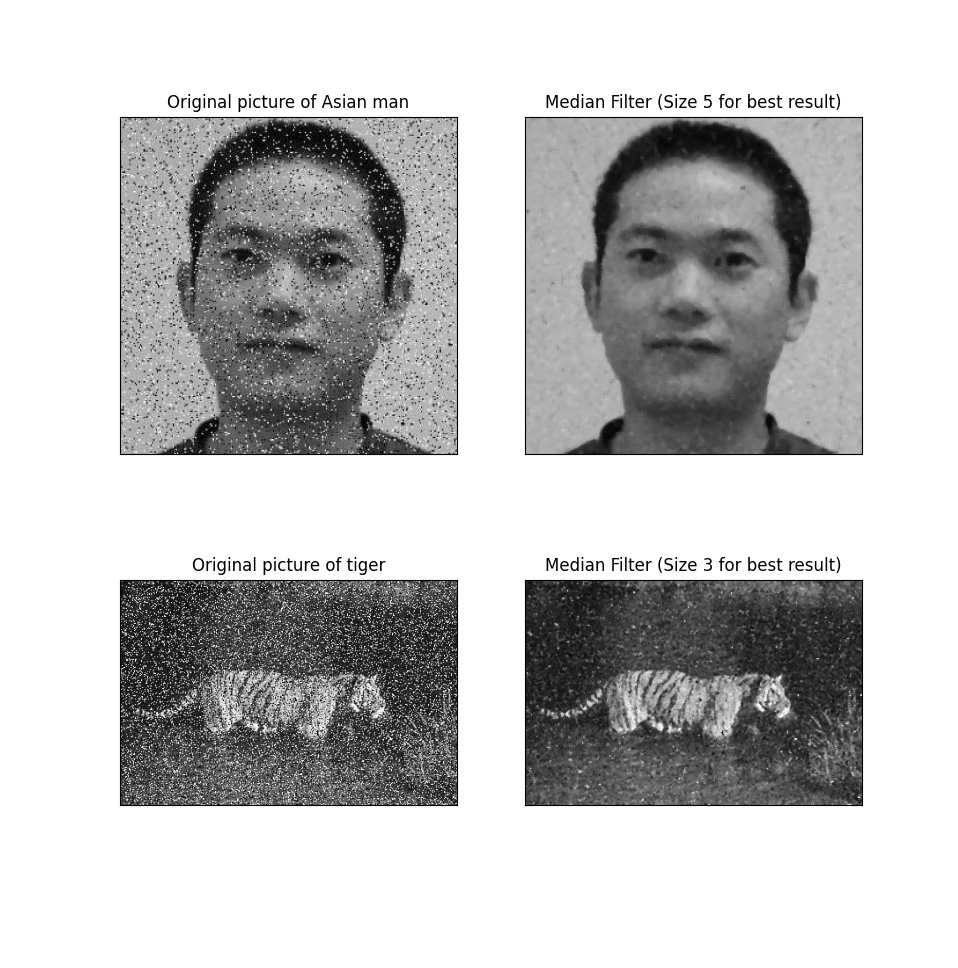 Original picture of Asian man
Median Filter (Size 5 for best result)
Original picture of tiger
Median Filter (Size 3 for best result)